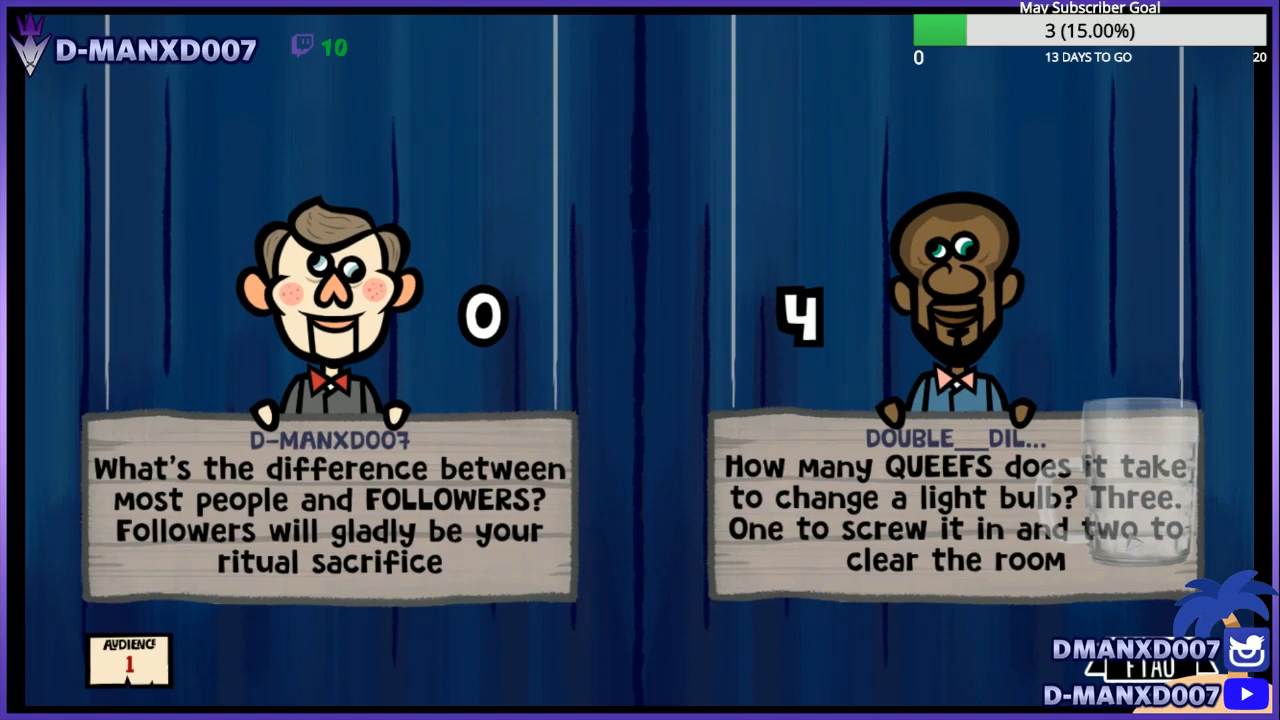 May Subscriber Goal
D-MANXD007
10
3 (15.00%)
0
13 DAYS TO GO
20
0
4
D-MANXD007
What's the difference between
most people and FOLLOWERS?
Followers will gladly be your
ritual sacrifice
DOUBLE__DIL...
How many QUEEFS does it take
to change a light bulb? Three.
One to screw it in and two to
clear the room
AUDIENCE
1
DMANXD007
D-MANXD007